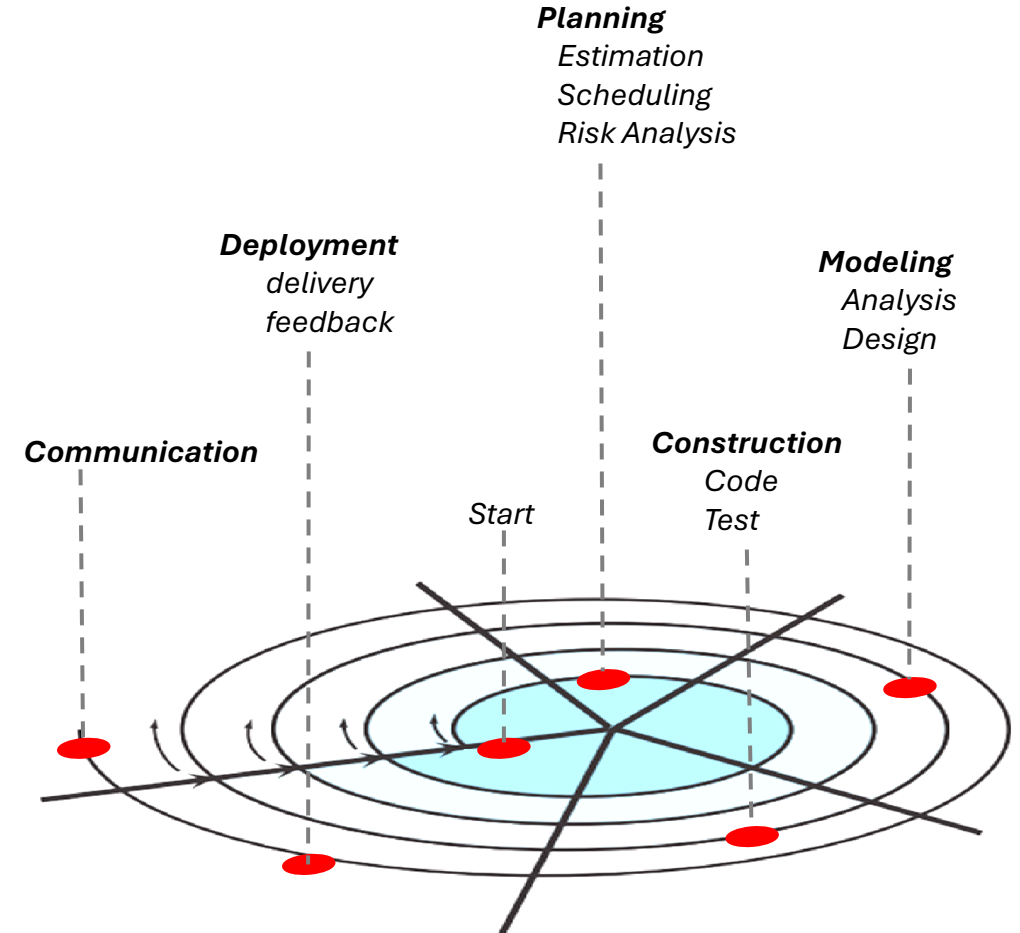 Planning
Estimation
Scheduling
Risk Analysis
Deployment
delivery
feedback
Modeling
Analysis
Design
Communication
Construction
Code
Test
Start